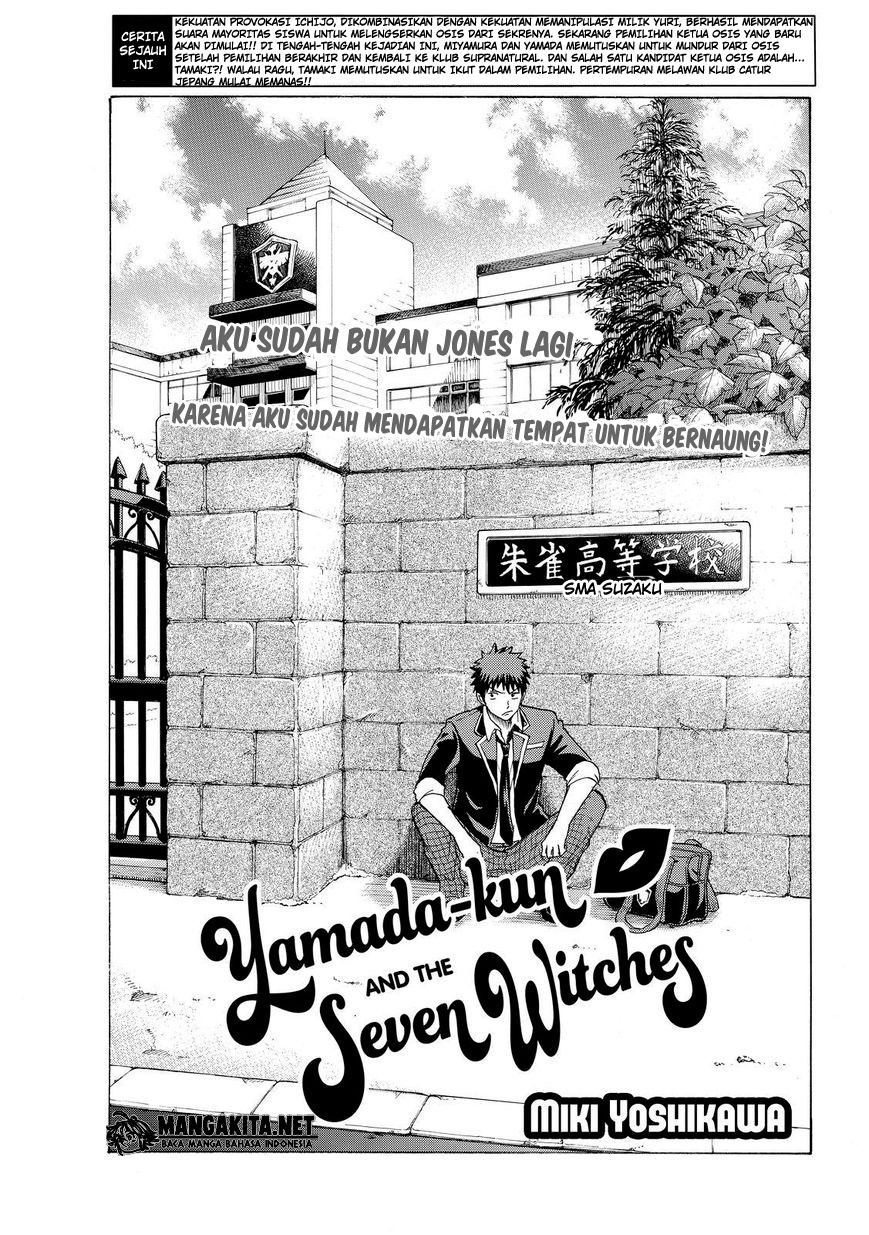 CERITA
SEJAUH
INI
KEKUATAN PROVOKASI ICHIJO, DIKOMBINASIKAN DENGAN KEKUATAN MEMANIPULASI MILIK YURI, BERHASIL MENDAPATKAN
SUARA MAYORITAS SISWA UNTUK MELENGSERKAN OSIS DARI SEKRENYA. SEKARANG PEMILIHAN KETUA OSIS YANG BARU
AKAN DIMULAI!! DI TENGAH-TENGAH KEJADIAN INI, MIYAMURA DAN YAMADA MEMUTUSKAN UNTUK MUNDUR DARI OSIS
SETELAH PEMILIHAN BERAKHIR DAN KEMBALI KE KLUB SUPRANATURAL. DAN SALAH SATU KANDIDAT KETUA OSIS ADALAH...
TAMAKI?! WALAU RAGU, TAMAKI MEMUTUSKAN UNTUK IKUT DALAM PEMILIHAN. PERTEMPURAN MELAWAN KLUB CATUR
JEPANG MULAI MEMANAS!!
AKU SUDAH BUKAN JONES LAGI
KARENA AKU SUDAH MENDAPATKAN TEMPAT UNTUK BERNAUNG!
朱雀高等学校
SMA SUZAKU
Yamada-kun
AND THE
Seven Witches
MIKI YOSHIKAWA
MANGAKITA.NET
BACA MANGA BAHASA INDONESIA